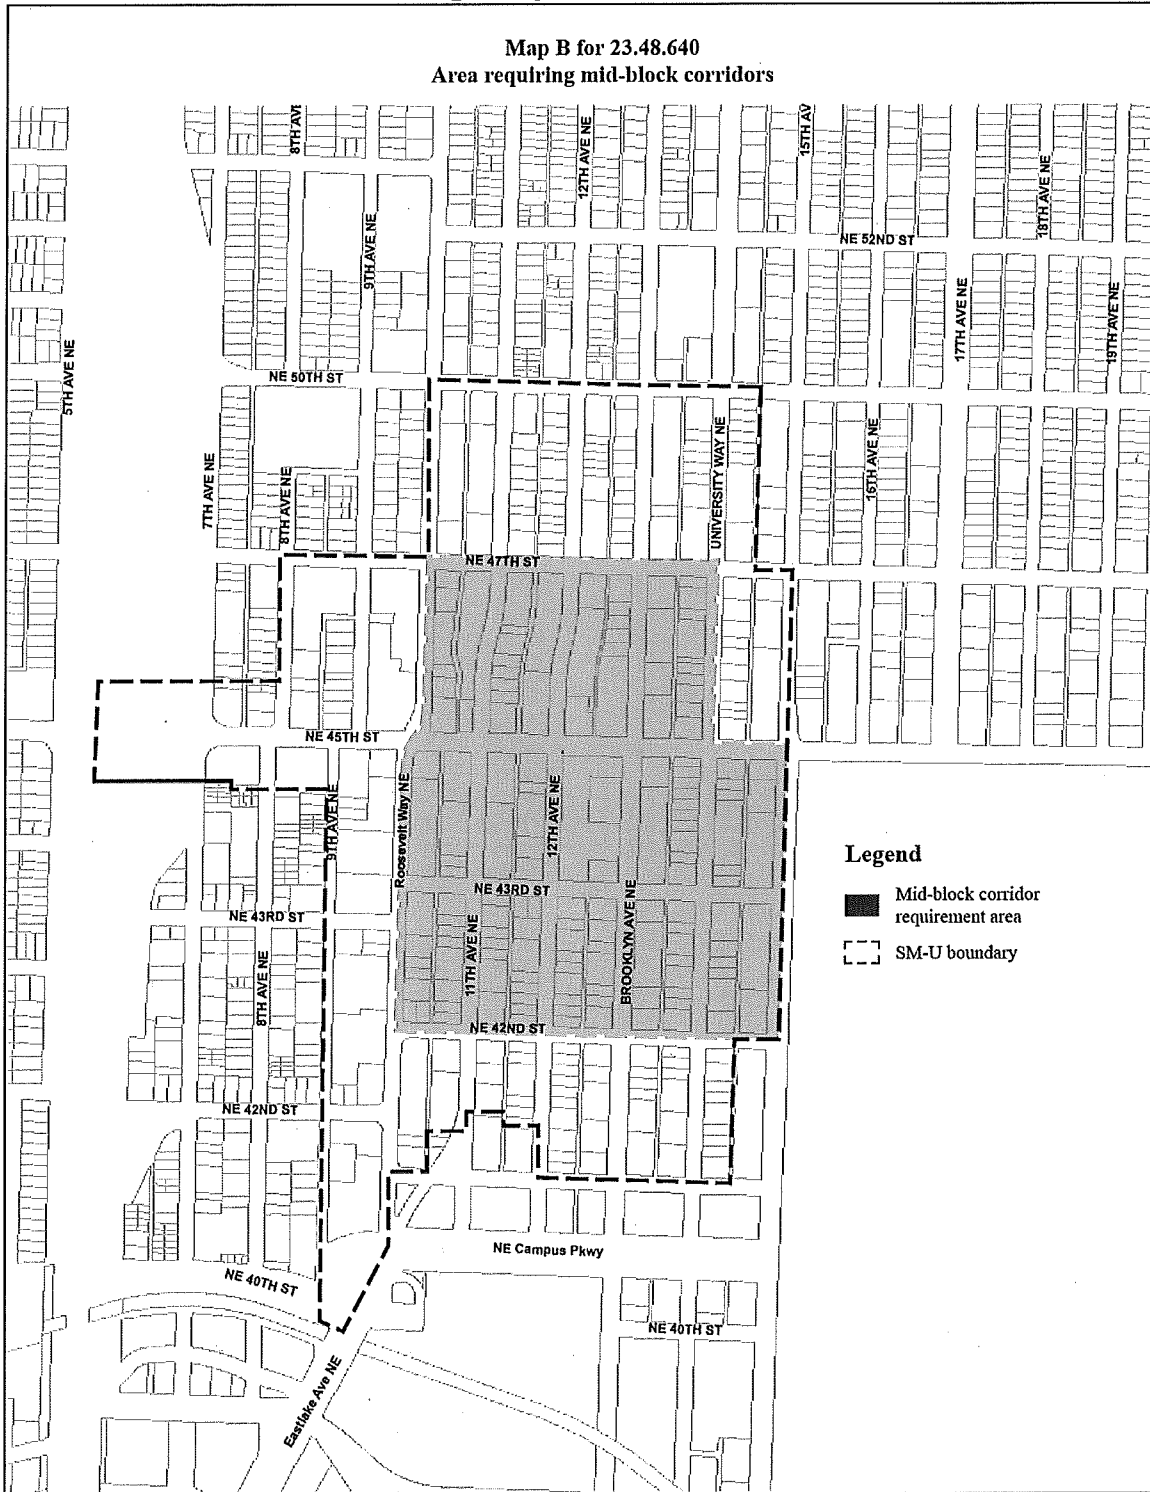 Map B for 23.48.640
Area requiring mid-block corridors
8TH AVE
12TH AVE NE
15TH AV
18TH AVE NE
9TH AVE NE
NE 52ND ST
17TH AVE NE
19TH AVE NE
5TH AVE NE
NE 50TH ST
UNIVERSITY WAY NE
16TH AVE NE
7TH AVE NE
8TH AVE NE
NE 47TH ST
NE 45TH ST
9TH AVE NE
Roosevelt Way NE
12TH AVE NE
Legend
Mid-block corridor
requirement area
SM-U boundary
NE 43RD ST
BROOKLYN AVE NE
NE 43RD ST
11TH AVE NE
8TH AVE NE
NE 42ND ST
NE 42ND ST
NE Campus Pkwy
NE 40TH ST
NE 40TH ST
Eastlake Ave NE